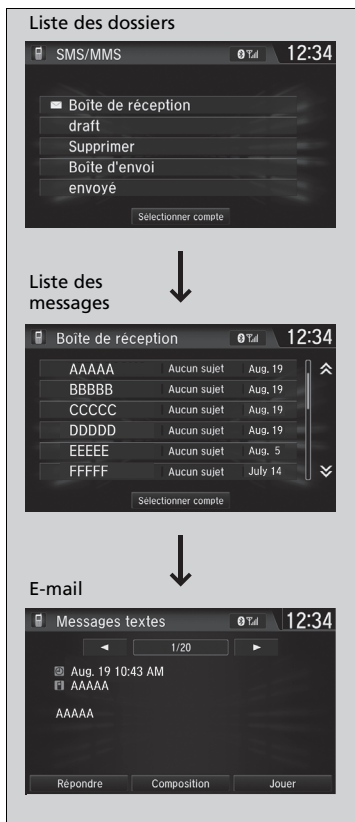 Liste des dossiers
SMS/MMS 12:34
Boîte de réception
draft
Supprimer
Boîte d'envoi
envoyé
Sélectionner compte
Liste des
messages
Boîte de réception 12:34
AAAAA Aucun sujet Aug. 19
BBBBB Aucun sujet Aug. 19
CCCCC Aucun sujet Aug. 19
DDDDD Aucun sujet Aug. 19
EEEEE Aucun sujet Aug. 5
FFFFF Aucun sujet July 14
Sélectionner compte
E-mail
Messages textes 12:34
1/20
Aug. 19 10:43 AM
AAAAA
AAAAA
Répondre Composition Jouer